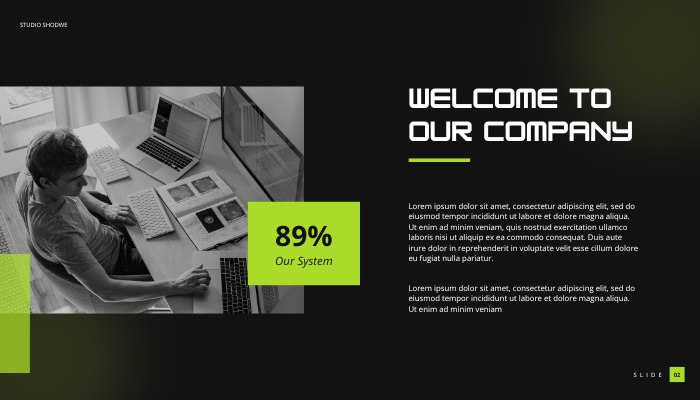 STUDIO SHODWE
WELCOME TO
OUR COMPANY
89%
Our System
Lorem ipsum dolor sit amet, consectetur adipiscing elit, sed do
eiusmod tempor incididunt ut labore et dolore magna aliqua.
Ut enim ad minim veniam, quis nostrud exercitation ullamco
laboris nisi ut aliquip ex ea commodo consequat. Duis aute
irure dolor in reprehenderit in voluptate velit esse cillum dolore
eu fugiat nulla pariatur.
Lorem ipsum dolor sit amet, consectetur adipiscing elit, sed do
eiusmod tempor incididunt ut labore et dolore magna aliqua.
Ut enim ad minim veniam
SLIDE 02